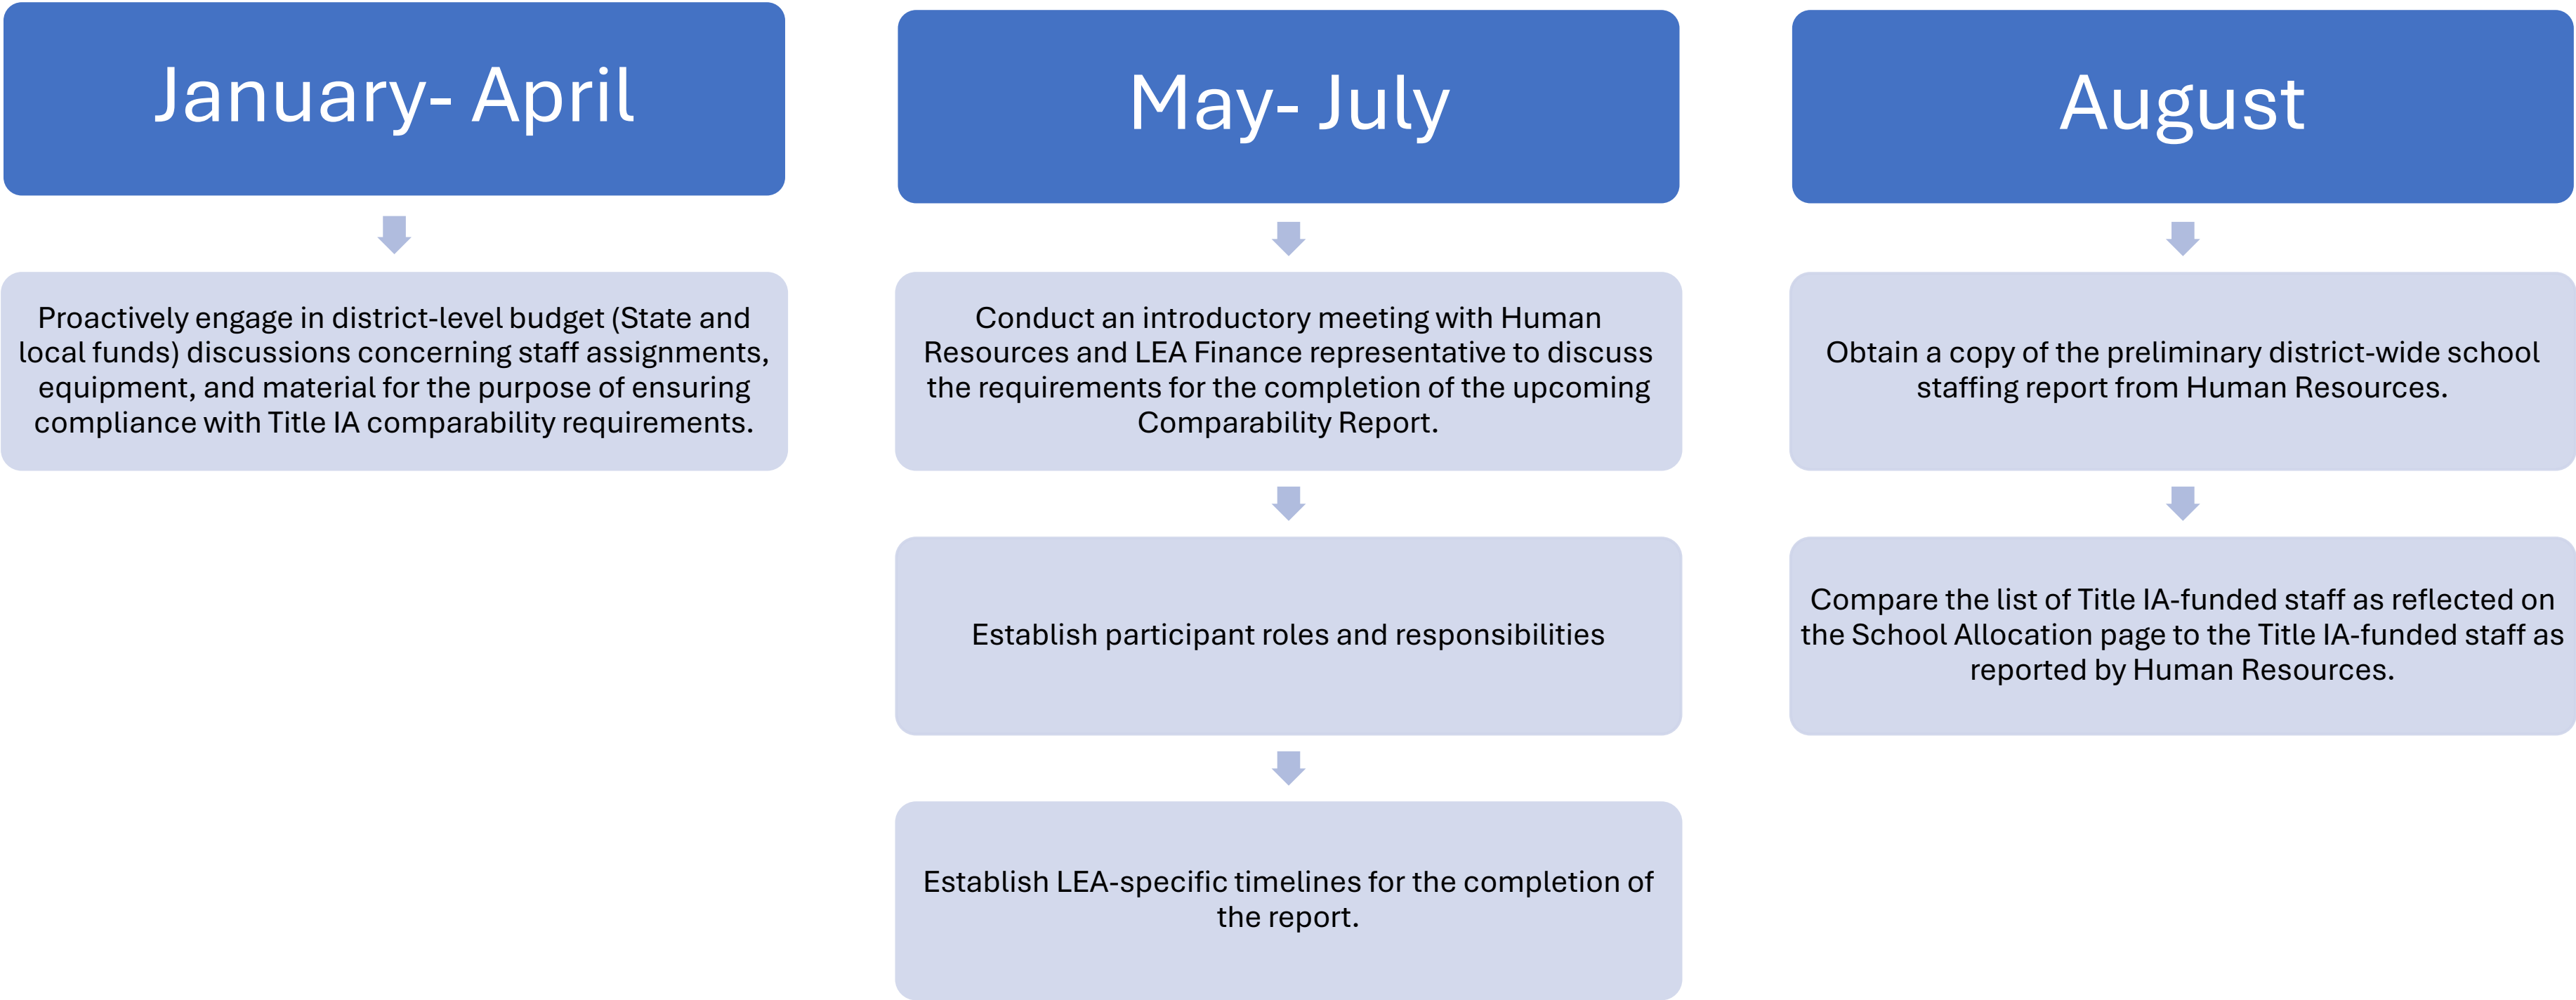 January- April
Proactively engage in district-level budget (State and
local funds) discussions concerning staff assignments,
equipment, and material for the purpose of ensuring
compliance with Title IA comparability requirements.
May- July
Conduct an introductory meeting with Human
Resources and LEA Finance representative to discuss
the requirements for the completion of the upcoming
Comparability Report.
Establish participant roles and responsibilities
Establish LEA-specific timelines for the completion of
the report.
August
Obtain a copy of the preliminary district-wide school
staffing report from Human Resources.
Compare the list of Title IA-funded staff as reflected on
the School Allocation page to the Title IA-funded staff as
reported by Human Resources.